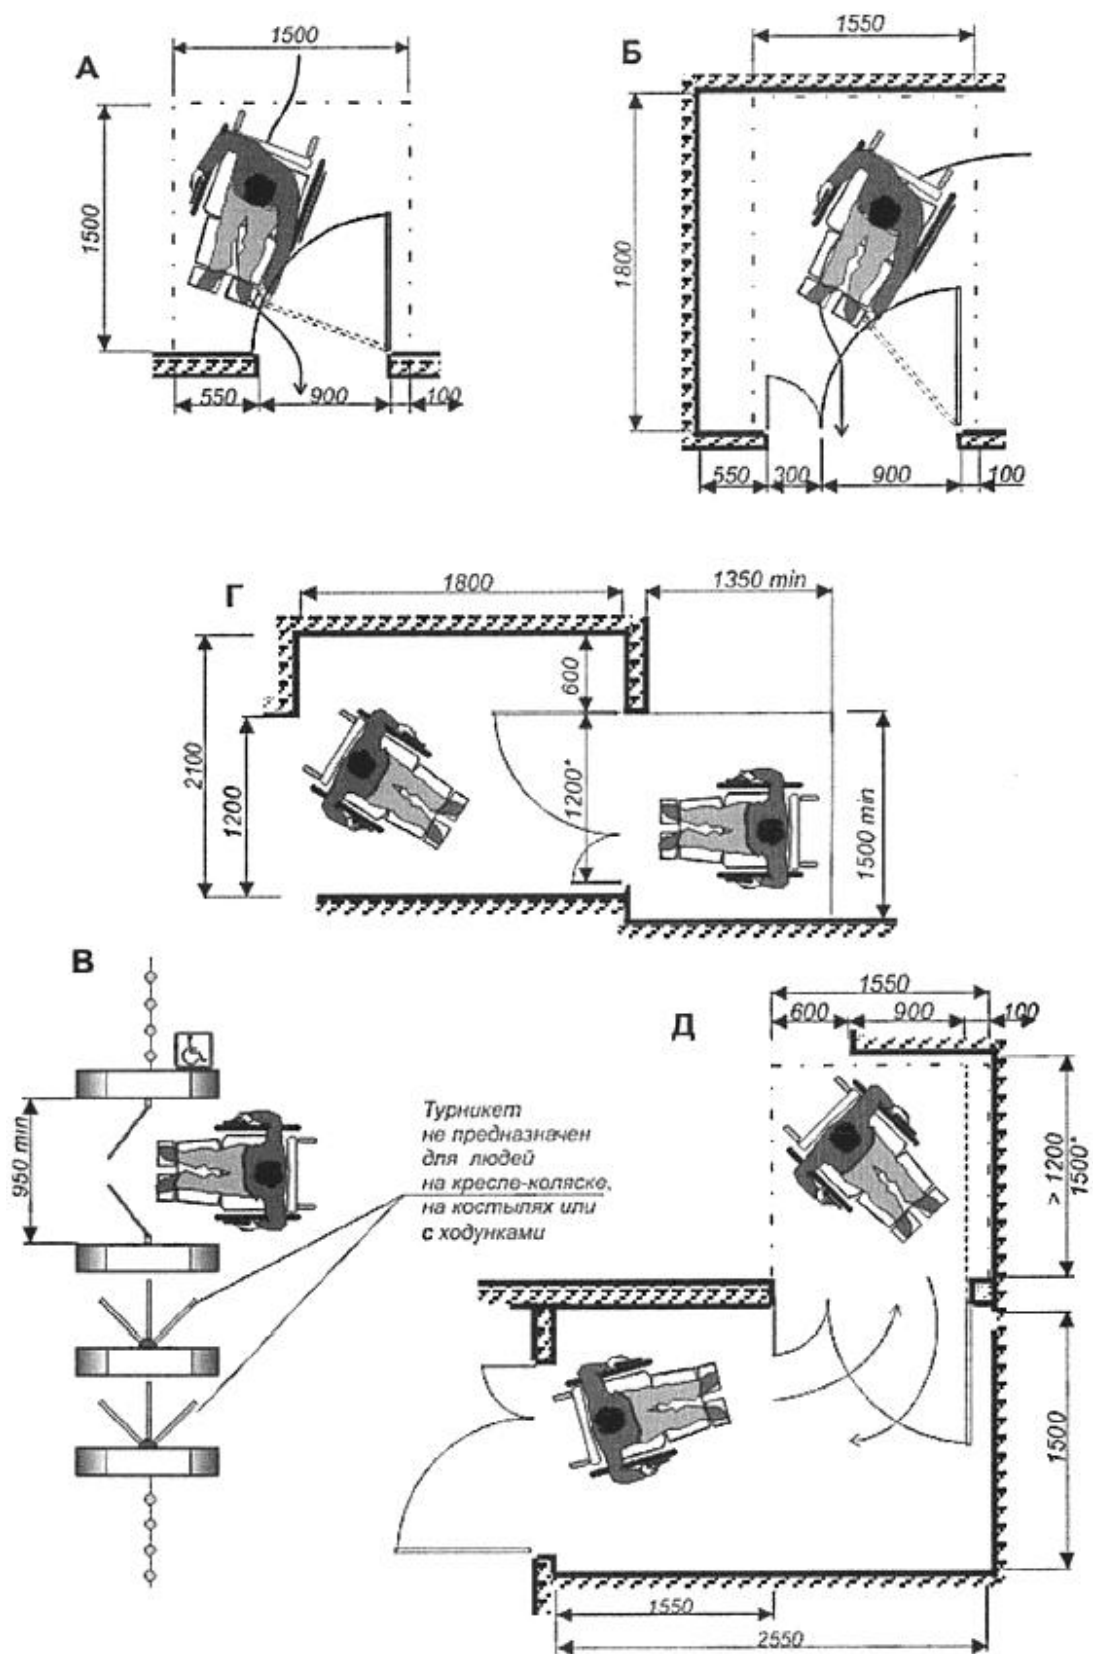 1500
А
1500
550
900
100
1550
Б
1800
550
300
900
100
1800
1350 min
Г
600
2100
1200
1200*
1500 min
В
950 min
Турникет
не предназначен
для людей
на кресле-коляске,
на костылях или
с ходунками
1550
600
900
100
Д
> 1200
1500*
1500
1550
2550